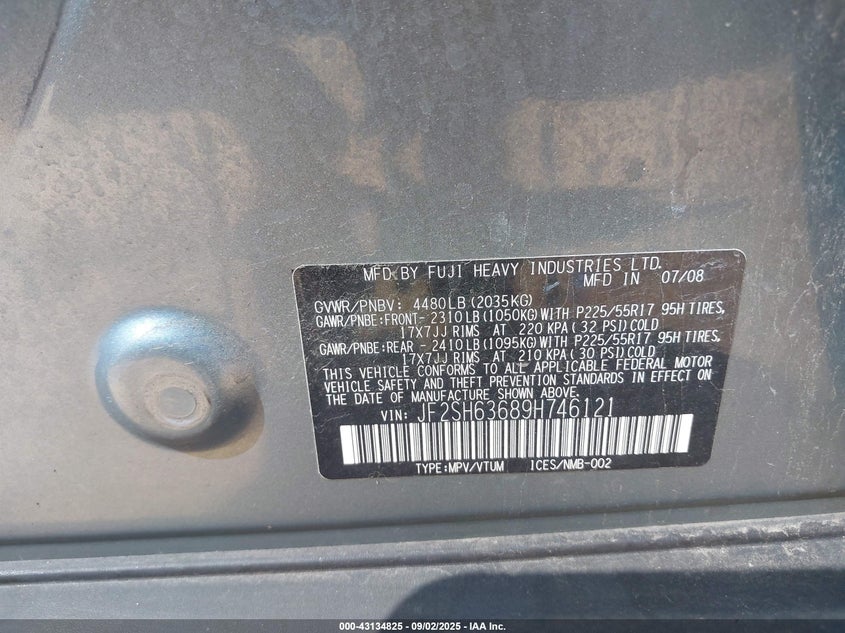 MFD BY FUJI HEAVY INDUSTRIES LTD.
MFD IN 07/08
GVWR/PNBV: 4480LB(2035KG)
GAWR/PNBE:FRONT- 2310LB(1050KG)WITH P225/55R17 95H TIRES,
17X7JJ RIMS AT 220 KPA(32 PSI)COLD
GAWR/PNBE:REAR - 2410LB(1095KG)WITH P225/55R17 95H TIRES,
17X7JJ RIMS AT 210 KPA(30 PSI)COLD
THIS VEHICLE CONFORMS TO ALL APPLICABLE FEDERAL MOTOR
VEHICLE SAFETY AND THEFT PREVENTION STANDARDS IN EFFECT ON
THE DATE OF MANUFACTURE SHOWN ABOVE.
VIN: JF2SH63689H746121
TYPE:MPV/VTUM ICES/NMB-002
000-43134825 - 09/02/2025 - IAA Inc.